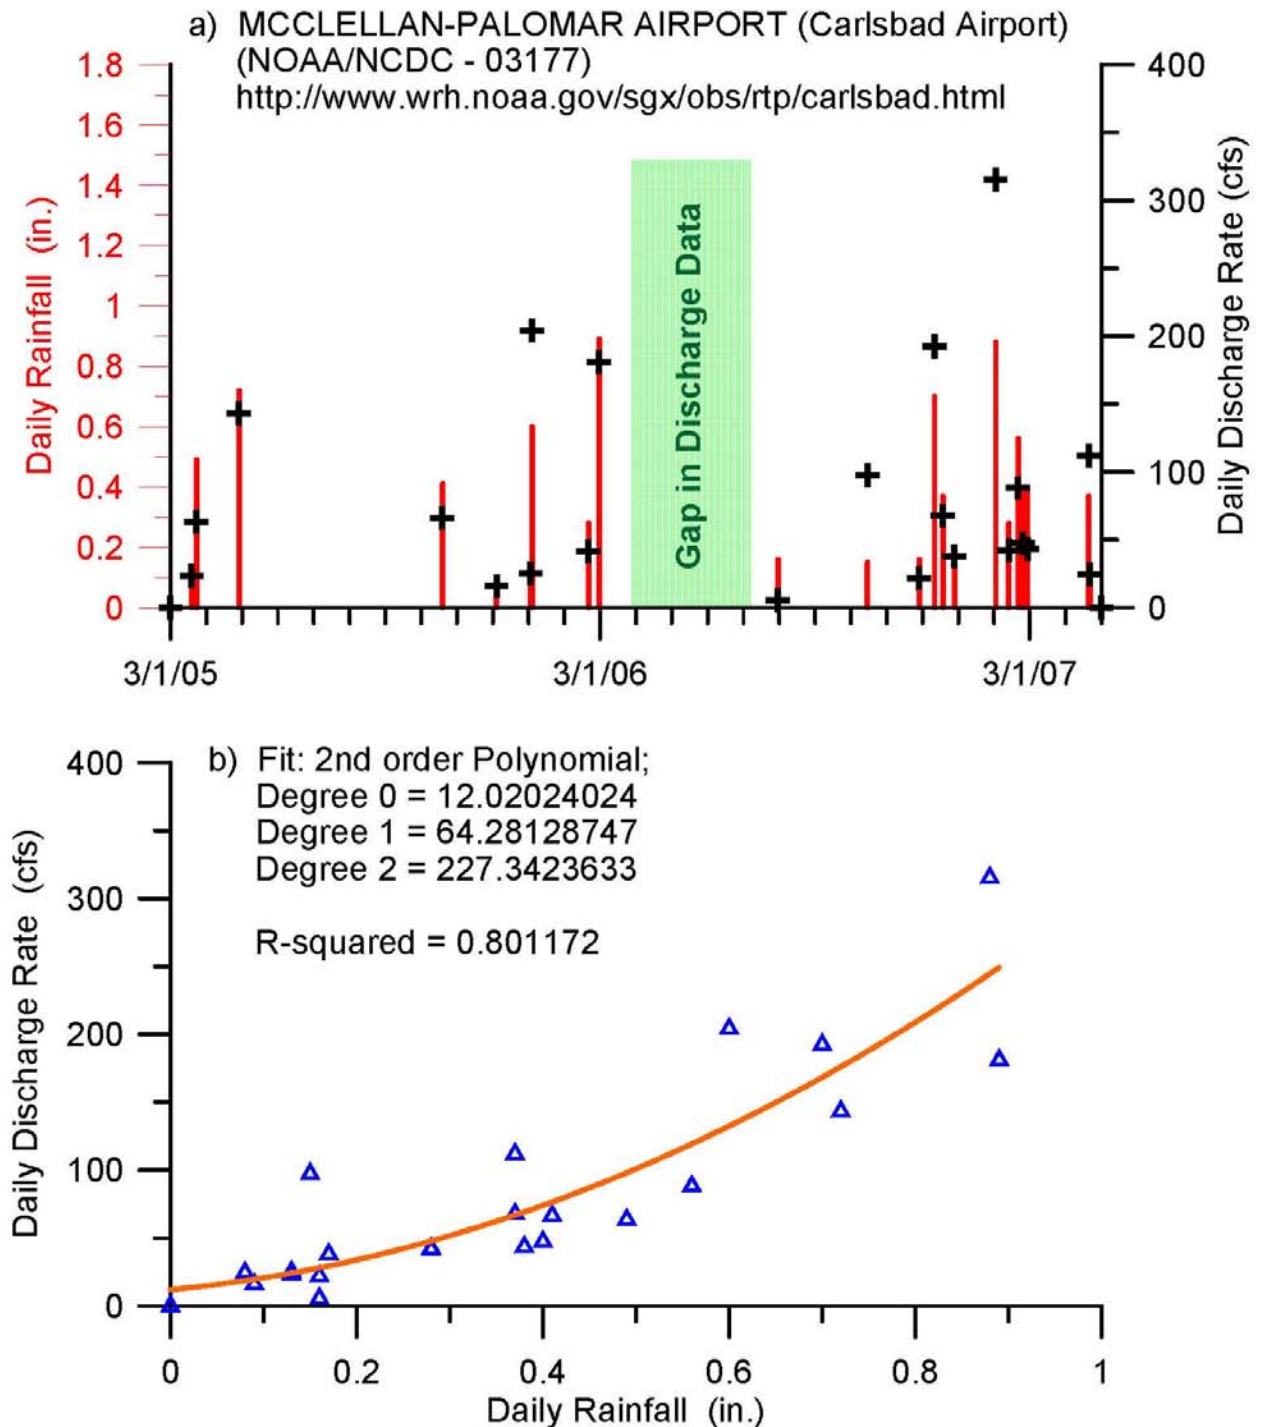 a) MCCLELLAN-PALOMAR AIRPORT (Carlsbad Airport)
(NOAA/NCDC - 03177)
http://www.wrh.noaa.gov/sgx/obs/rtp/carlsbad.html
Daily Rainfall (in.)
1.8
1.6
1.4
1.2
1
0.8
0.6
0.4
0.2
0
Gap in Discharge Data
400
300
200
100
0
Daily Discharge Rate (cfs)
3/1/05
3/1/06
3/1/07
b) Fit: 2nd order Polynomial;
Degree 0 = 12.02024024
Degree 1 = 64.28128747
Degree 2 = 227.3423633
R-squared = 0.801172
Daily Discharge Rate (cfs)
400
300
200
100
0
0
0.2
0.4
0.6
0.8
1
Daily Rainfall (in.)